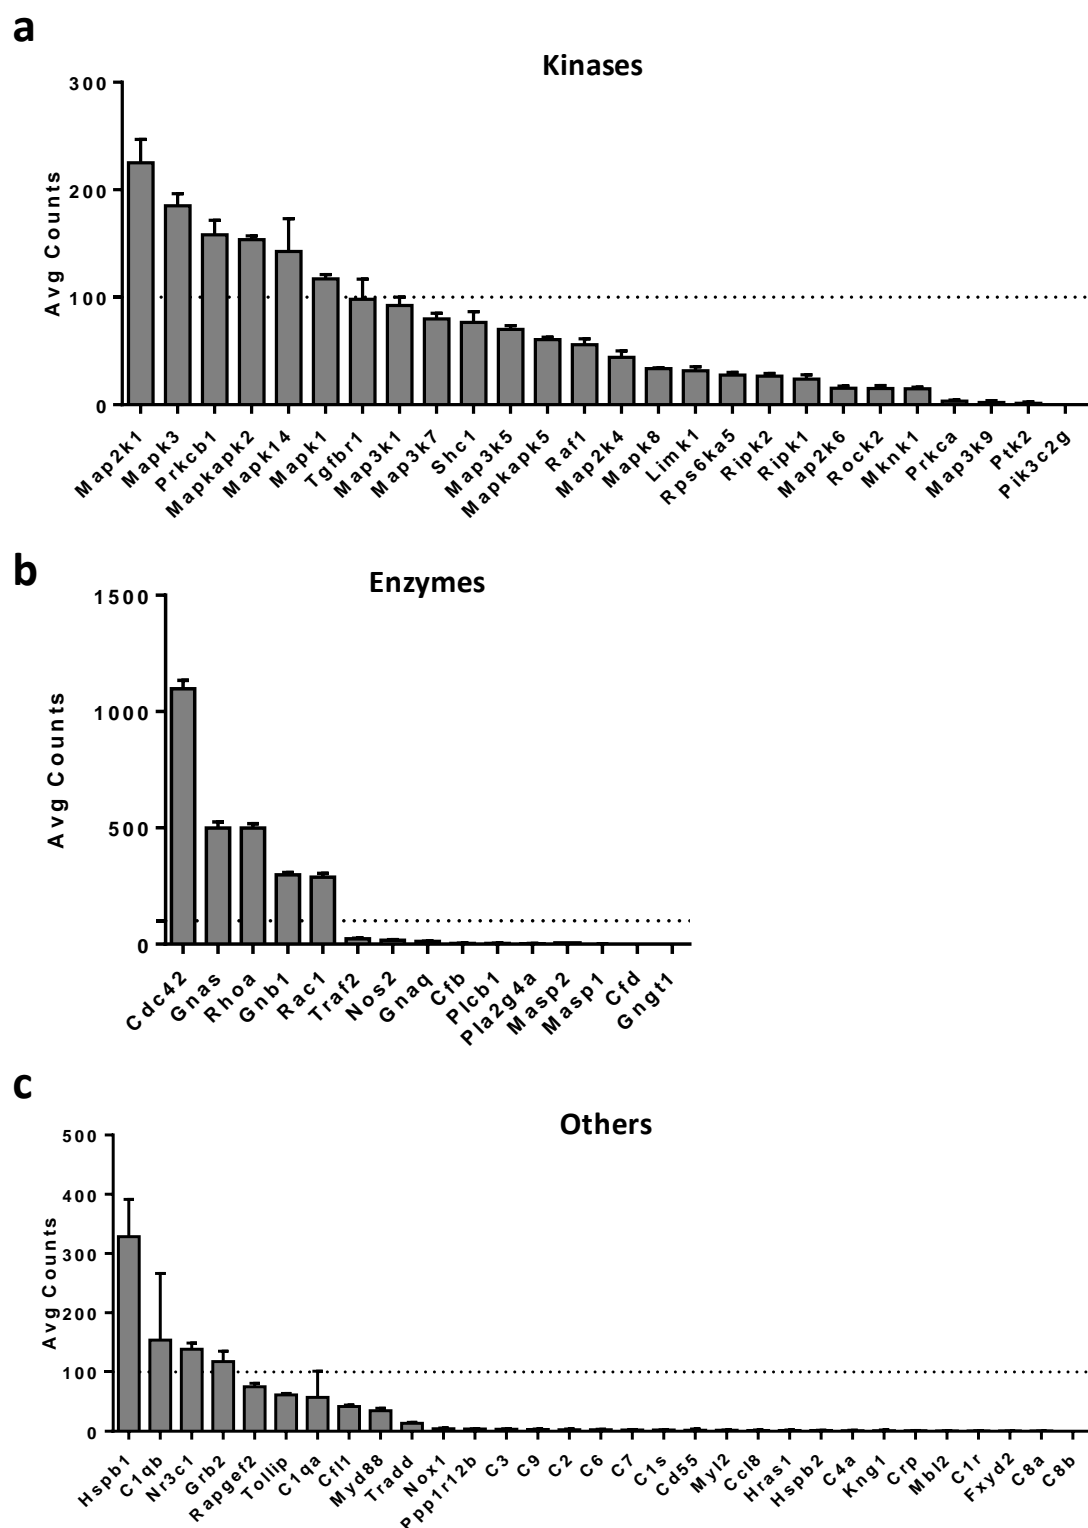 a
Kinases
300
200
100
0
Avg Counts
Map2k1
Mapk3
Prkcb1
Mapkapk2
Mapk14
Mapk1
Tgfbr1
Map3k1
Map3k7
Shc1
Map3k5
Mapkapk5
Raf1
Map2k4
Mapk8
Limk1
Rps6ka5
Ripk2
Ripk1
Map2k6
Rock2
Mknk1
Prkca
Map3k9
Ptk2
Pik3c2g
b
Enzymes
1500
1000
500
0
Avg Counts
Cdc42
Gnas
Rhoa
Gnb1
Rac1
Traf2
Nos2
Gnaq
Cfb
Plcb1
Pla2g4a
Masp2
Masp1
Cfd
Gngt1
c
Others
500
400
300
200
100
0
Avg Counts
Hspb1
C1qb
Nr3c1
Grb2
Rapgef2
Tollip
C1qa
Cfl1
Myd88
Tradd
Nox1
Ppp1r12b
C3
C9
C2
C6
C7
C1s
Cd55
Myl2
Ccl8
Hras1
Hspb2
C4a
Kng1
Crp
Mbl2
C1r
Fxyd2
C8a
C8b